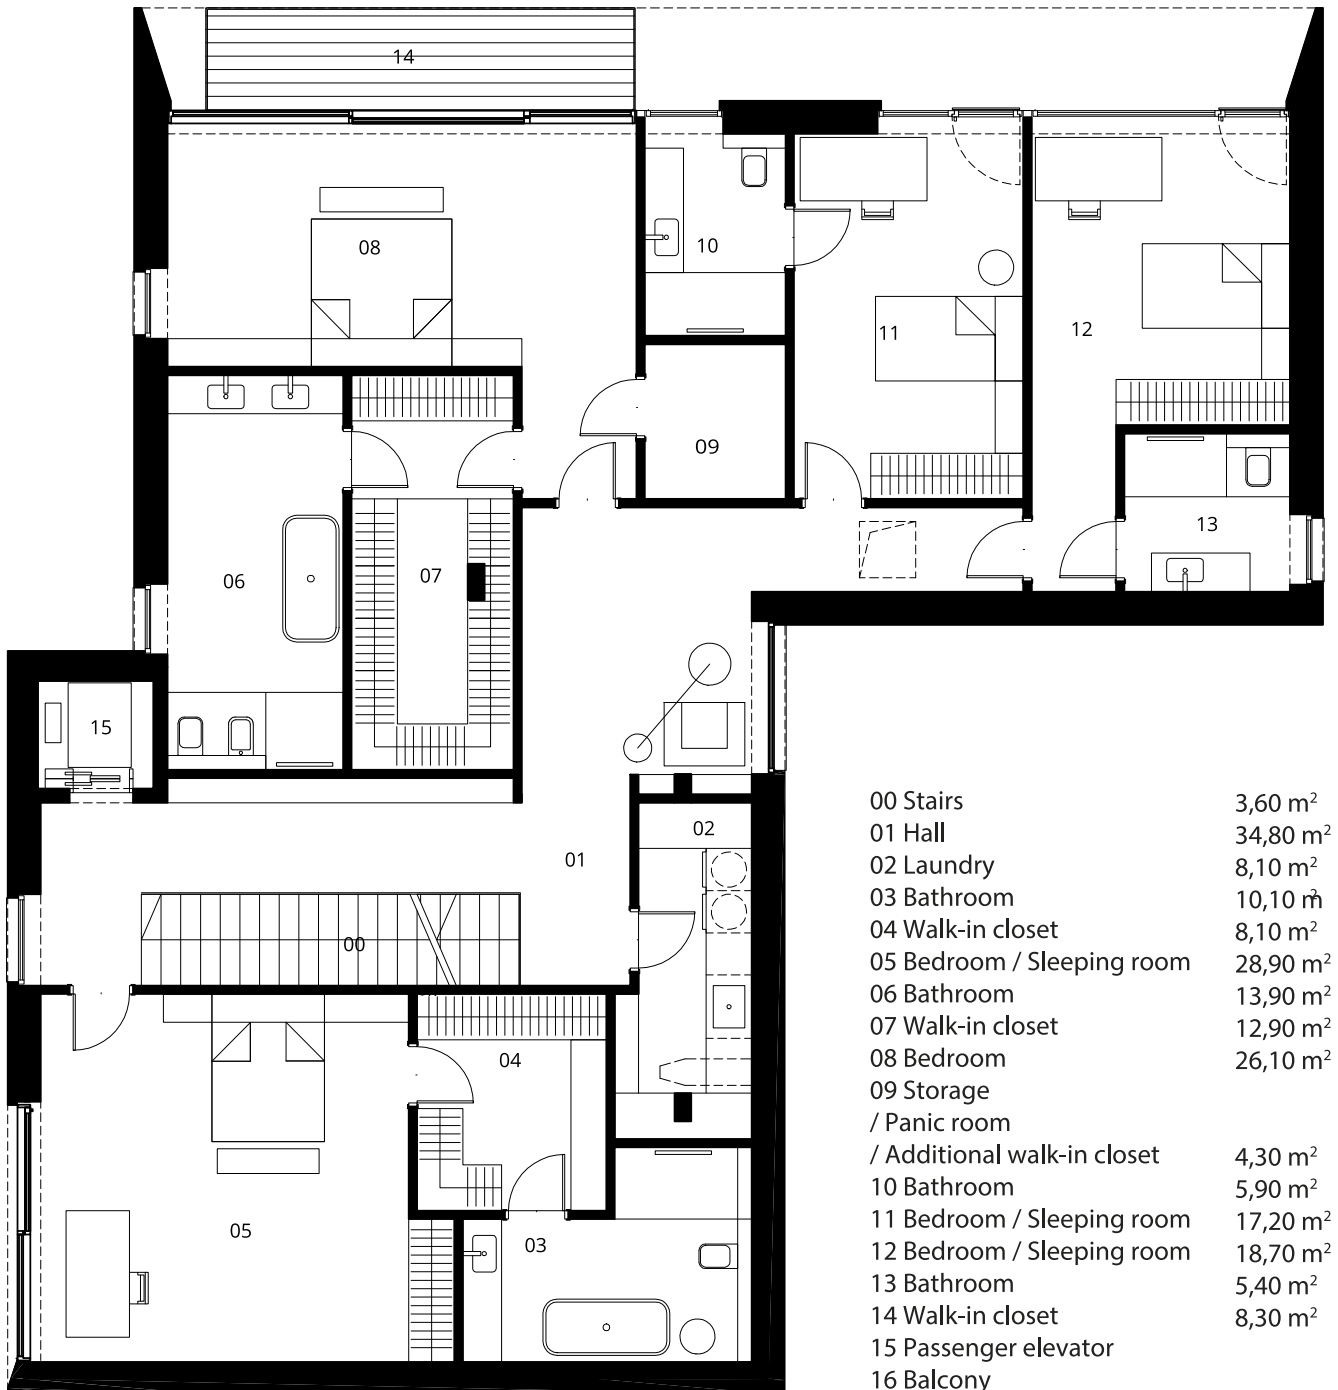 14
08
10
11
12
09
13
06
07
15
02
01
00
04
05
03
00 Stairs 3,60 m²
01 Hall 34,80 m²
02 Laundry 8,10 m²
03 Bathroom 10,10 m²
04 Walk-in closet 8,10 m²
05 Bedroom / Sleeping room 28,90 m²
06 Bathroom 13,90 m²
07 Walk-in closet 12,90 m²
08 Bedroom 26,10 m²
09 Storage
/ Panic room
/ Additional walk-in closet 4,30 m²
10 Bathroom 5,90 m²
11 Bedroom / Sleeping room 17,20 m²
12 Bedroom / Sleeping room 18,70 m²
13 Bathroom 5,40 m²
14 Walk-in closet 8,30 m²
15 Passenger elevator
16 Balcony